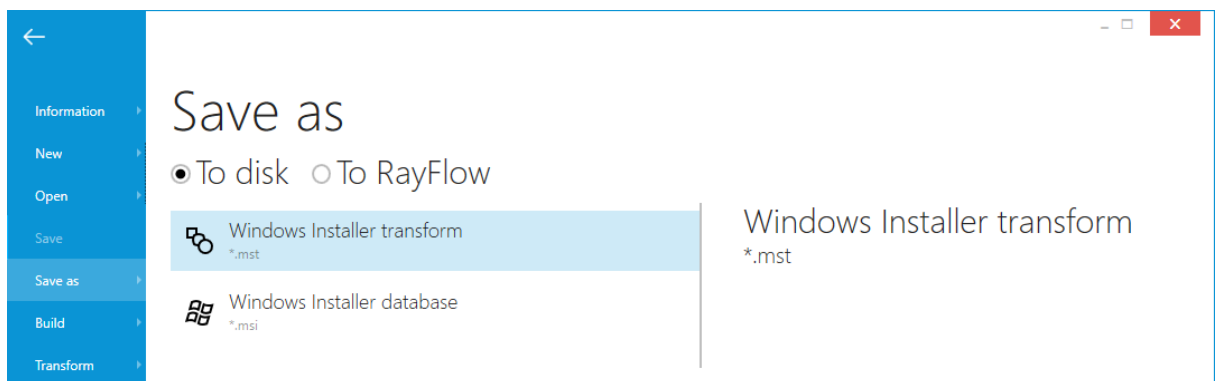 Information
New
Open
Save
Save as
Build
Transform
Save as
To disk To RayFlow
Windows Installer transform
*.mst
Windows Installer database
*.msi
Windows Installer transform
*.mst